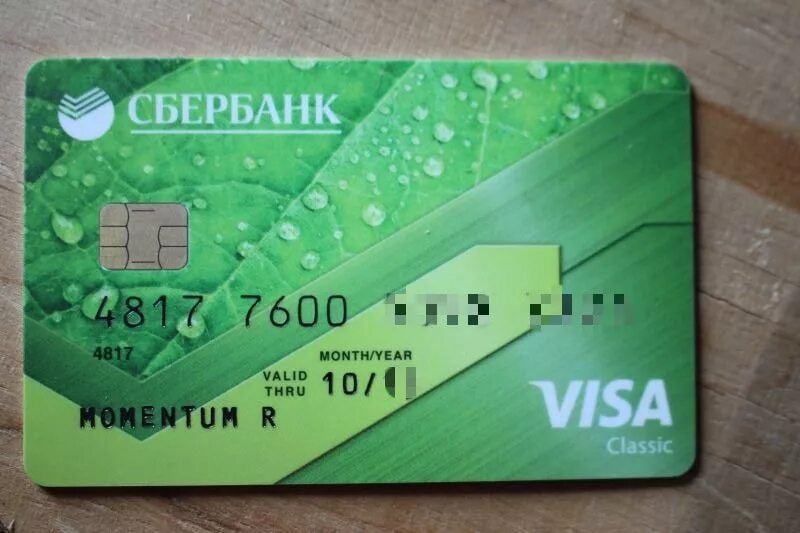 СБЕРБАНК
4817 7600
4817
MONTH/YEAR
VALID THRU 10/
MOMENTUM R
VISA
Classic